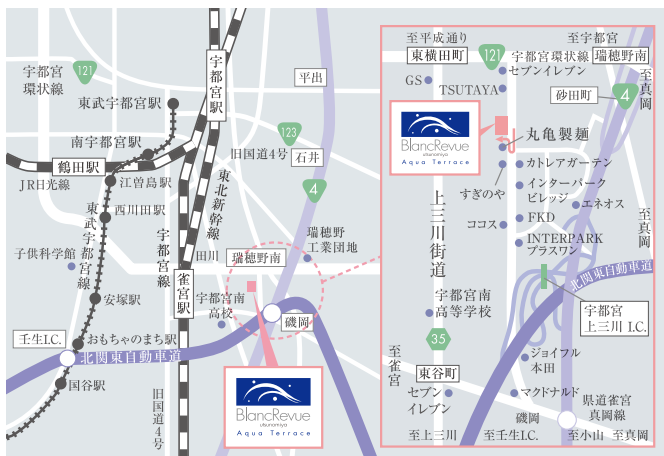 宇都宮
環状線
121
東武宇都宮駅
宇都宮駅
平出
南宇都宮駅
123
旧国道4号
石井
鶴田駅
JR日光線
江曽島駅
東北新幹線
4
西川田駅
東武宇都宮線
宇都宮線
瑞穂野
工業団地
子供科学館
田川
瑞穂野南
雀宮駅
安塚駅
宇都宮南
高校
磯岡
壬生I.C.
おもちゃのまち駅
北関東自動車道
国谷駅
旧国道4号
BlancRevue
utsunomiya
Aqua Terrace
至平成通り
至宇都宮
東横田町
121
宇都宮環状線
瑞穂野南
セブンイレブン
GS
TSUTAYA
至真岡
砂田町
4
BlancRevue
utsunomiya
Aqua Terrace
丸亀製麺
すぎのや
カトレアガーデン
インターパーク
ビレッジ
エネオス
上三川街道
ココス
FKD
至真岡
INTERPARK
プラスワン
北関東自動車道
宇都宮
上三川 I.C.
宇都宮南
高等学校
35
至雀宮
東谷町
ジョイフル
本田
セブン
イレブン
マクドナルド
県道雀宮
真岡線
磯岡
至上三川
至壬生I.C.
至小山
至真岡